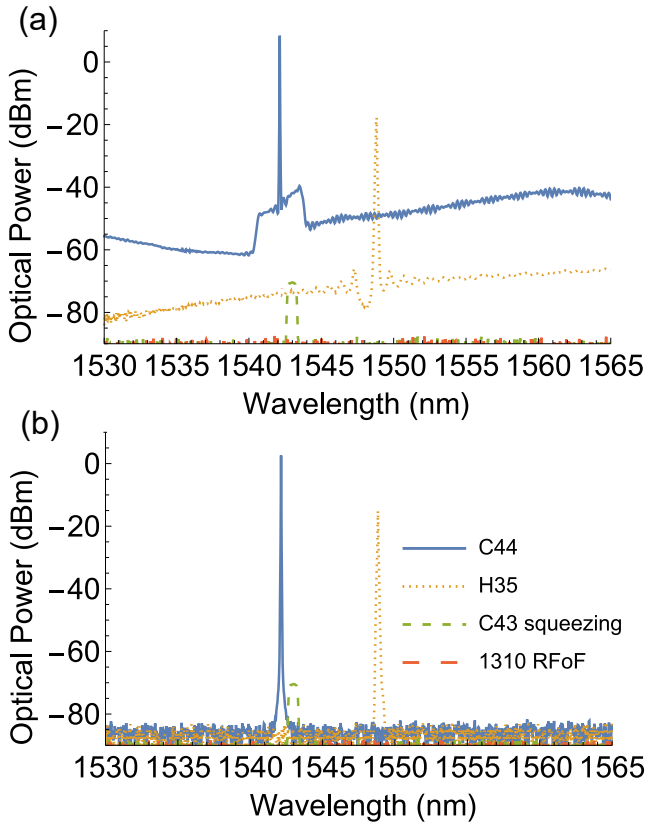 (a)
0
−20
−40
−60
−80
Optical Power (dBm)
1530 1535 1540 1545 1550 1555 1560 1565
Wavelength (nm)
(b)
0
−20
−40
−60
−80
Optical Power (dBm)
C44
H35
C43 squeezing
1310 RFoF
1530 1535 1540 1545 1550 1555 1560 1565
Wavelength (nm)